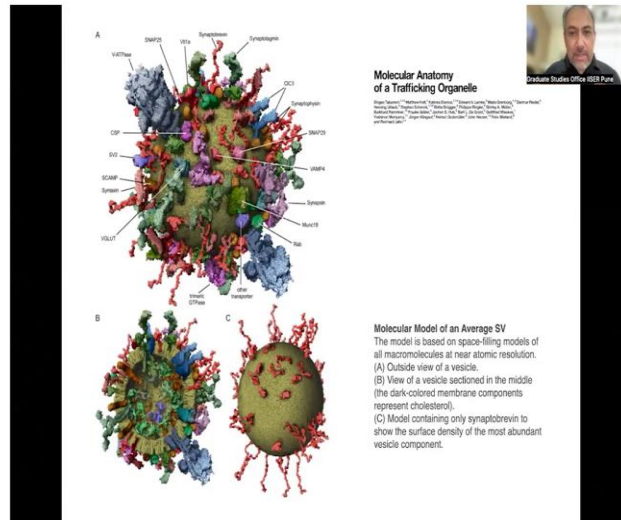 A
SNAP25
Vti1a
Synaptobrevin
Synaptotagmin
V-ATPase
ClC3
Synaptophysin
SNAP29
CSP
SV2
VAMP4
SCAMP
Syntaxin
Synapsin
Munc18
VGLUT
Rab
trimeric
GTPase
other
transporter
B
C
Graduate Studies Office IISER Pune
Molecular Anatomy
of a Trafficking Organelle
Molecular Model of an Average SV
The model is based on space-filling models of
all macromolecules at near atomic resolution.
(A) Outside view of a vesicle.
(B) View of a vesicle sectioned in the middle
(the dark-colored membrane components
represent cholesterol).
(C) Model containing only synaptobrevin to
show the surface density of the most abundant
vesicle component.